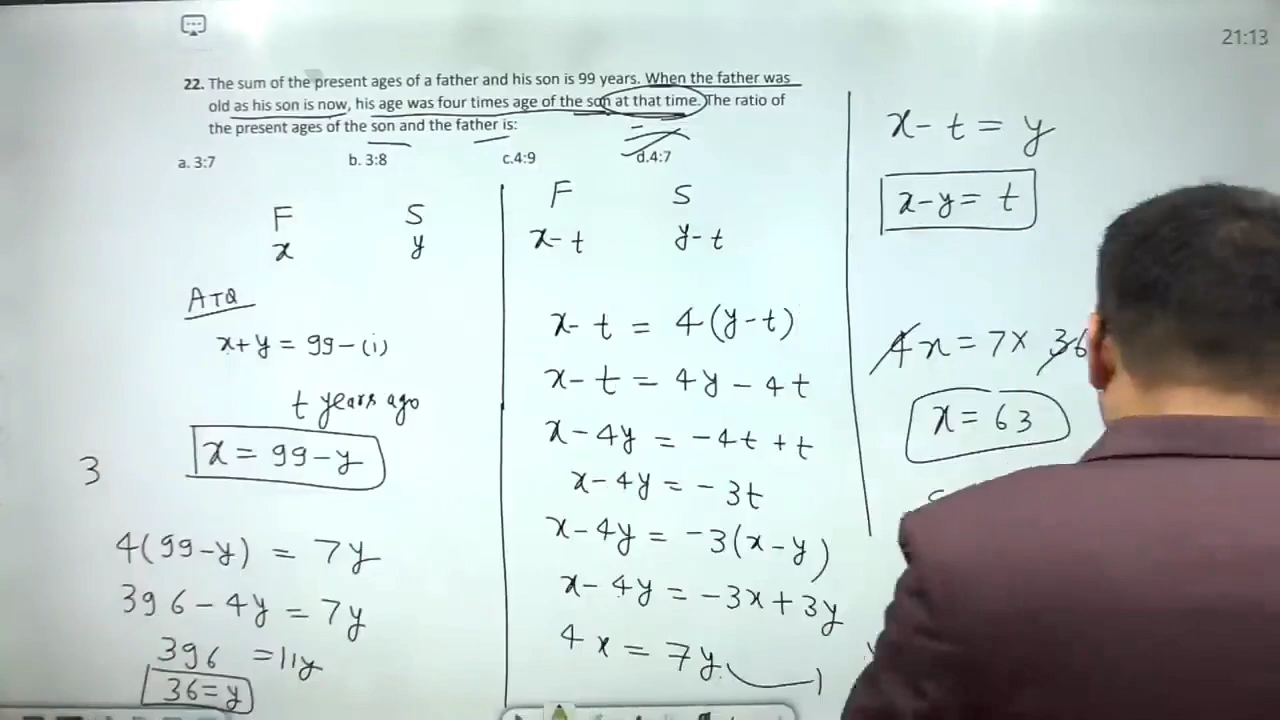 21:13
22. The sum of the present ages of a father and his son is 99 years. When the father was
old as his son is now, his age was four times age of the son at that time. The ratio of
the present ages of the son and the father is:
a. 3:7 b. 3:8 c.4:9 d.4:7
F S
x y
ATQ
x+y = 99-(i)
t years ago
x = 99-y
3
4(99-y) = 7y
396-4y = 7y
396 =11y
36=y
F S
x-t y-t
x-t = 4(y-t)
x-t = 4y-4t
x-4y = -4t+t
x-4y = -3t
x-4y = -3(x-y)
x-4y = -3x+3y
4x = 7y
x-t = y
x-y = t
4x = 7x 36
x = 63